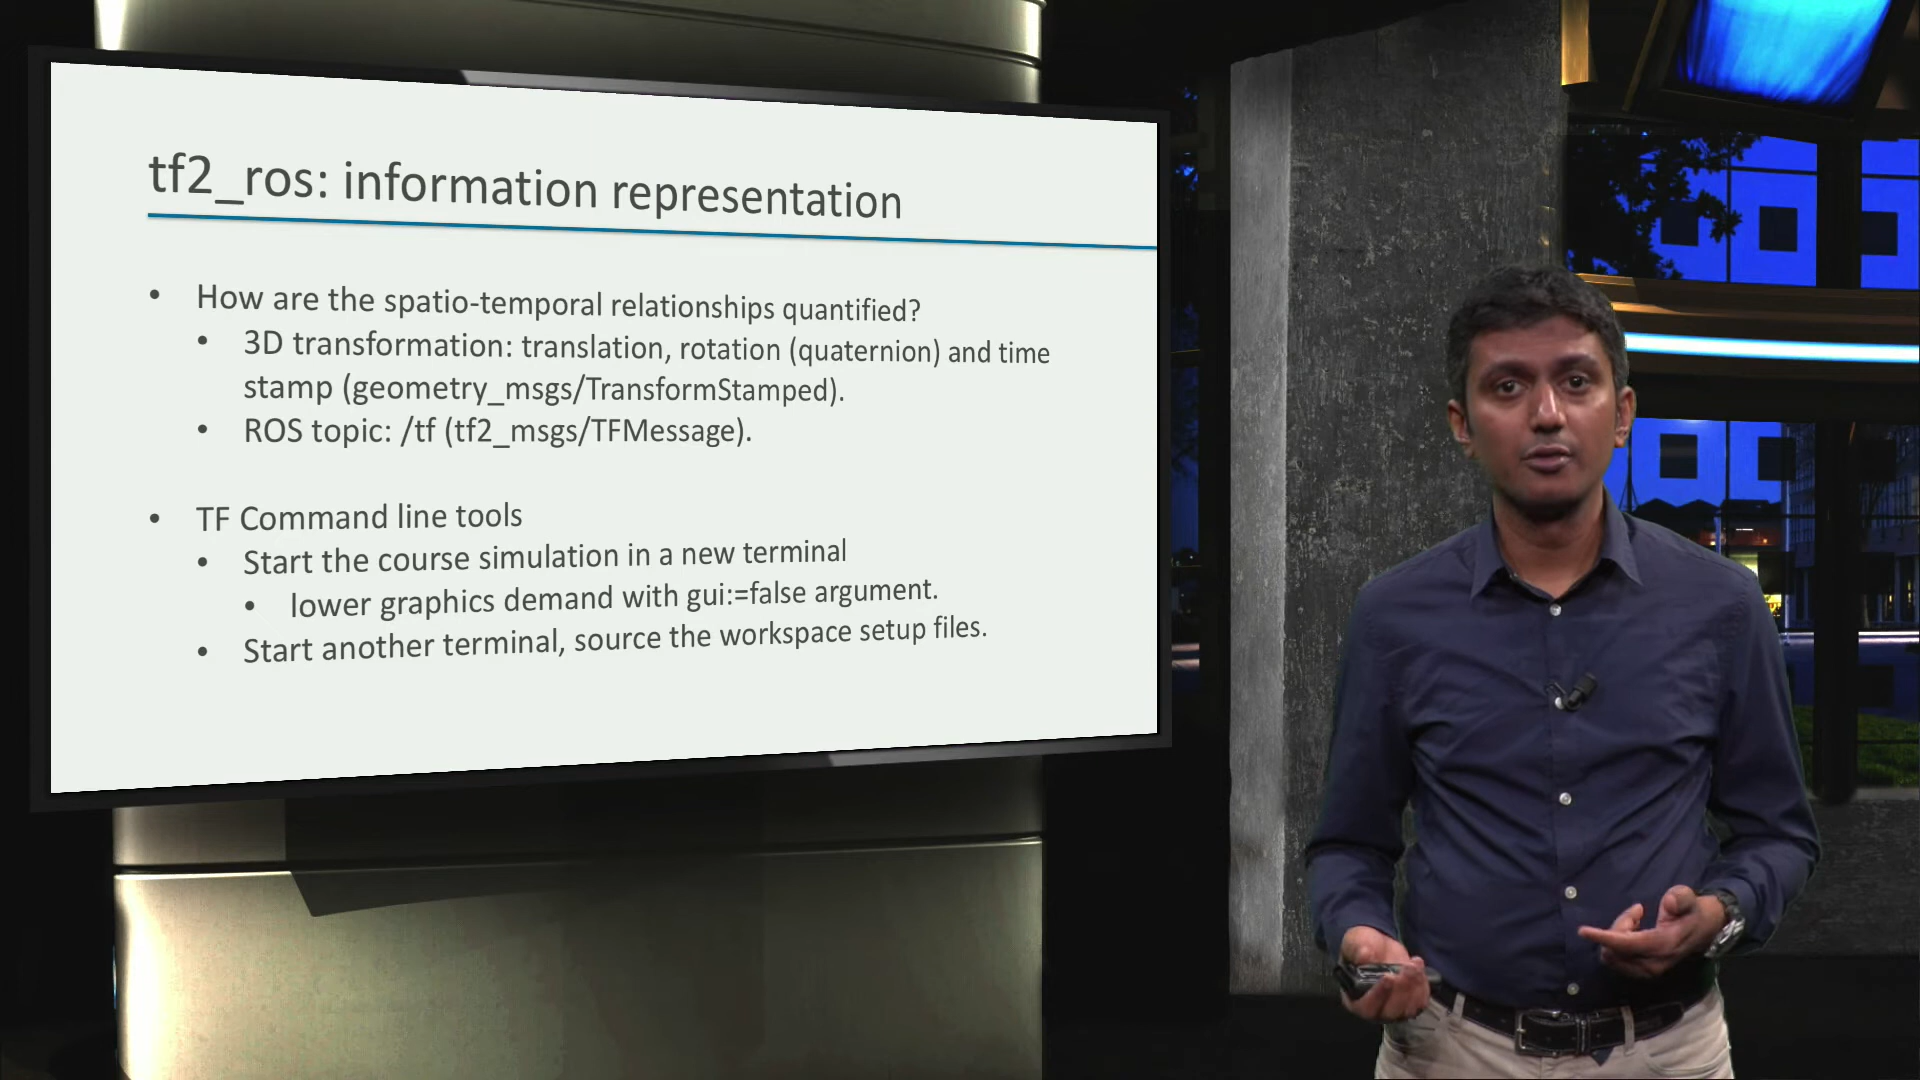 tf2_ros: information representation
• How are the spatio-temporal relationships quantified?
• 3D transformation: translation, rotation (quaternion) and time
stamp (geometry_msgs/TransformStamped).
• ROS topic: /tf (tf2_msgs/TFMessage).
• TF Command line tools
• Start the course simulation in a new terminal
• lower graphics demand with gui:=false argument.
• Start another terminal, source the workspace setup files.